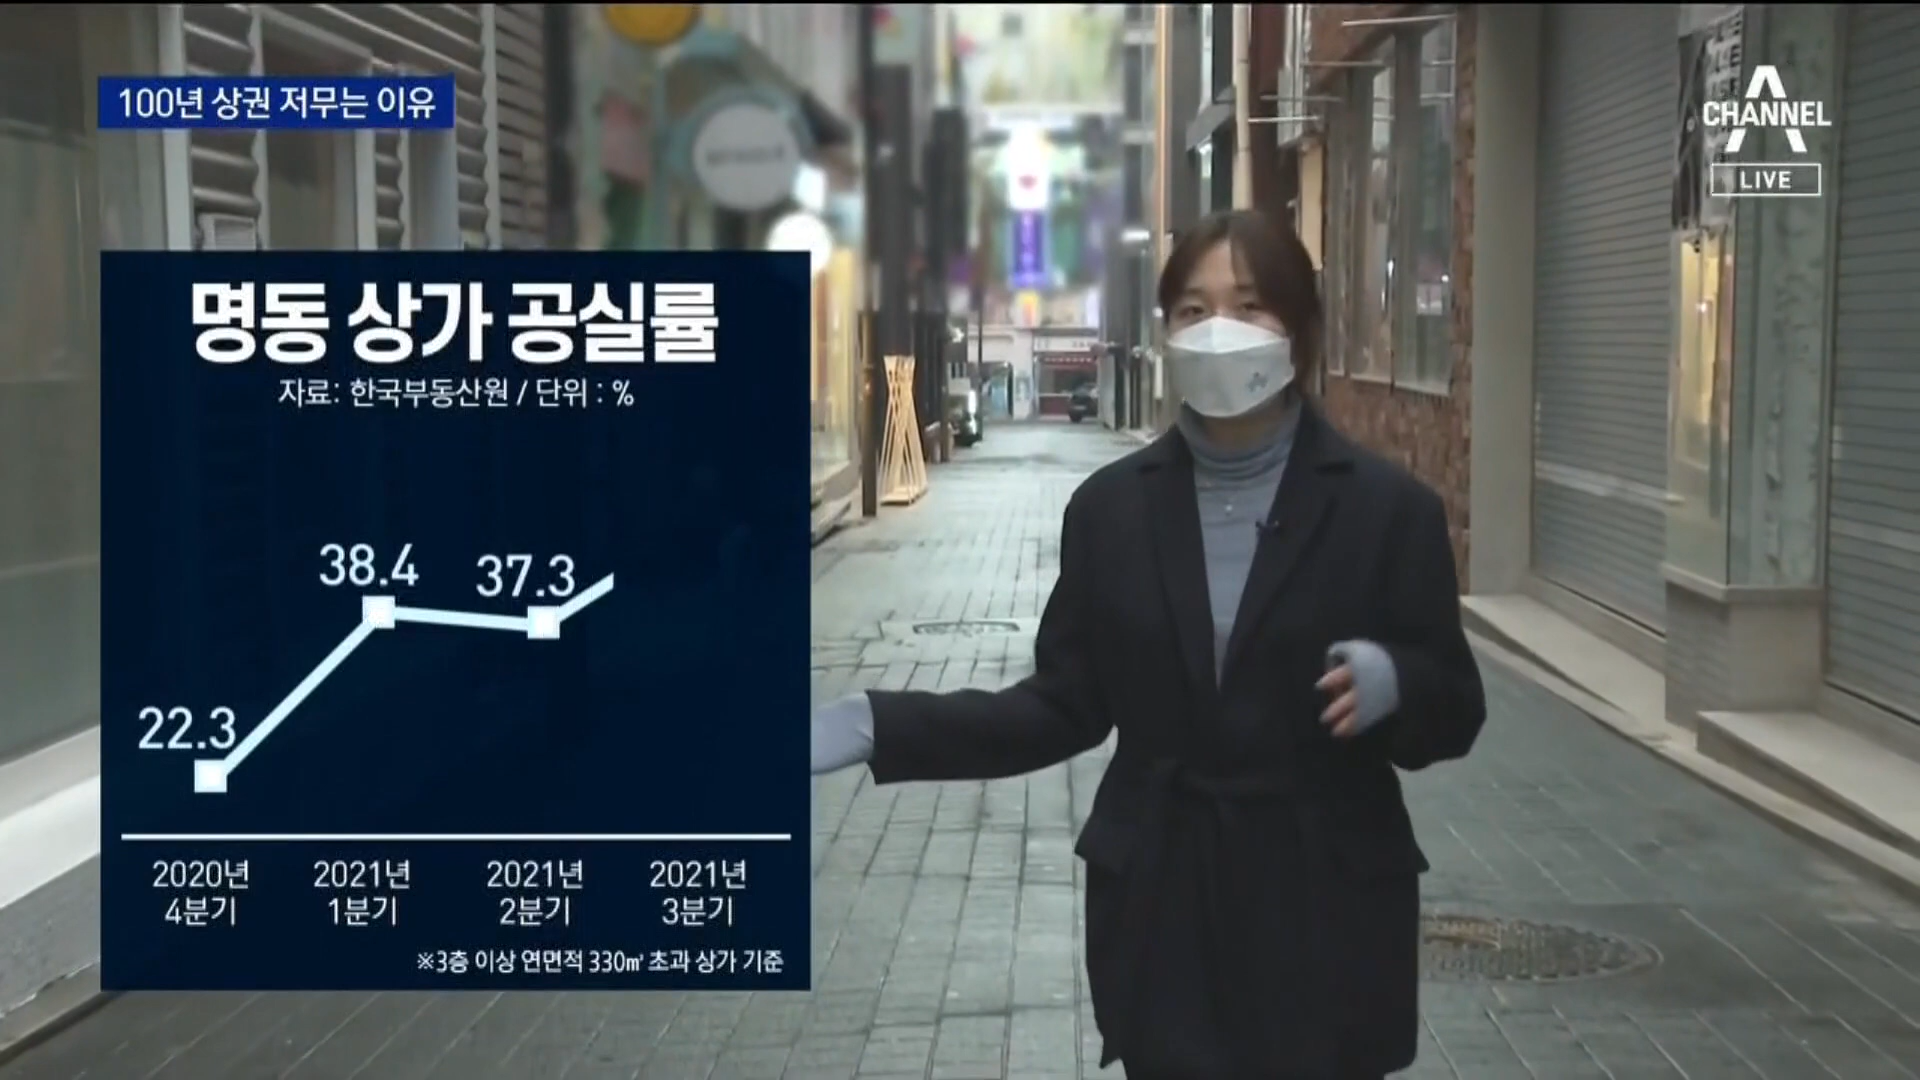 100년 상권 저무는 이유
CHANNEL A
LIVE
명동 상가 공실률
자료: 한국부동산원 / 단위 : %
22.3
38.4
37.3
2020년
4분기
2021년
1분기
2021년
2분기
2021년
3분기
※3층 이상 연면적 330㎡ 초과 상가 기준